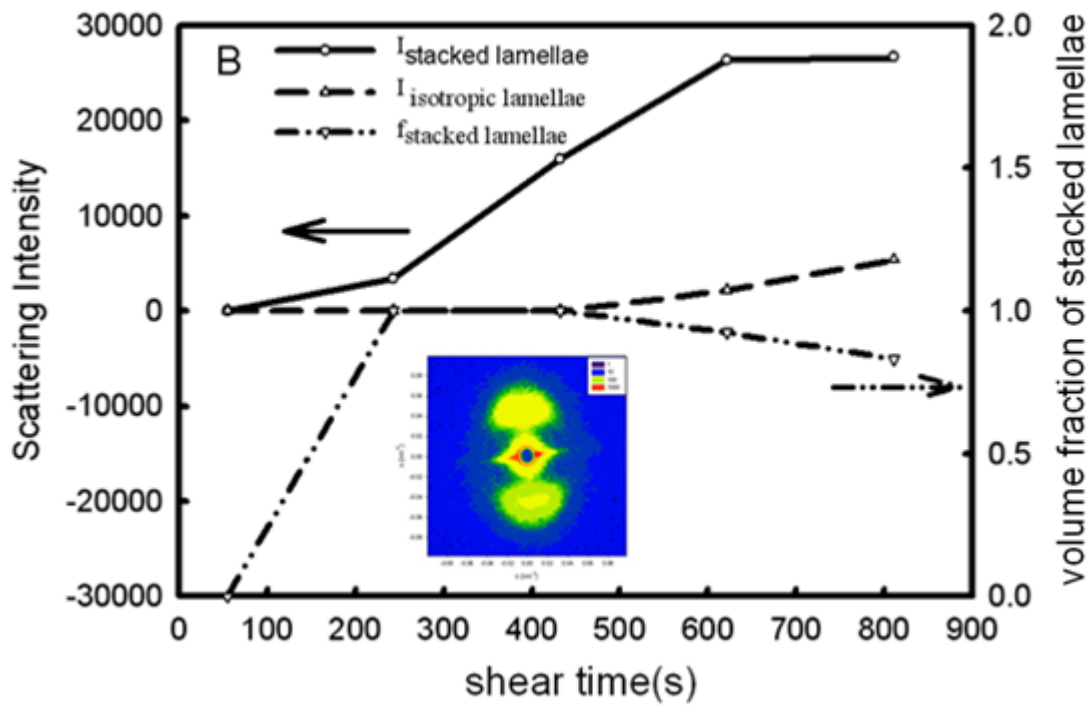 30000
20000
10000
0
-10000
-20000
-30000
Scattering Intensity
B
I stacked lamellae
I isotropic lamellae
f stacked lamellae
2.0
1.5
1.0
0.5
0.0
volume fraction of stacked lamellae
0 100 200 300 400 500 600 700 800 900
shear time(s)